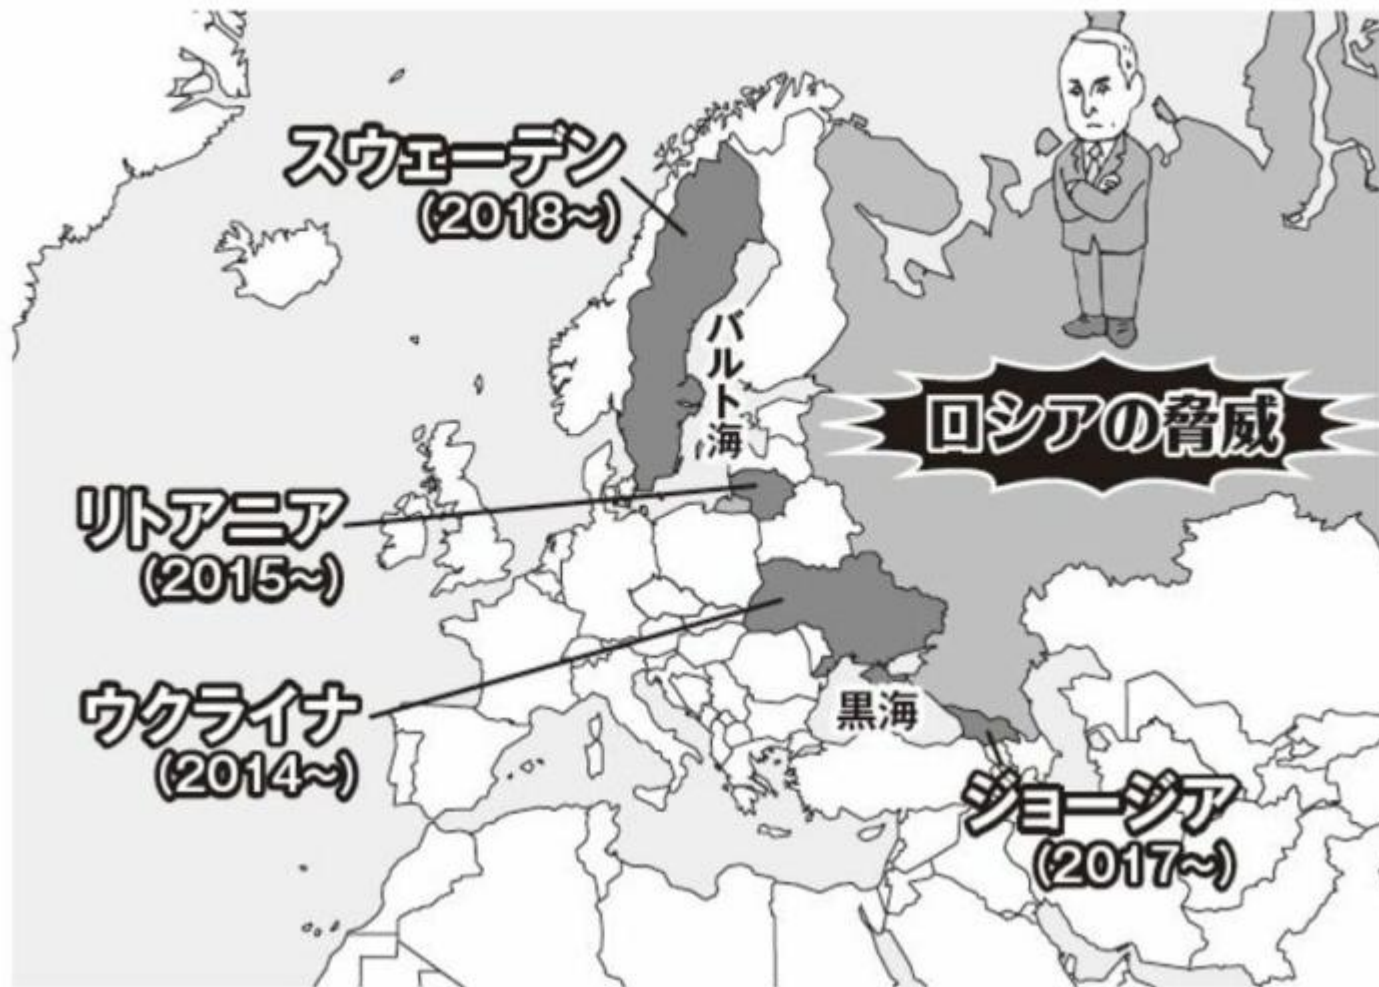 スウェーデン
(2018~)
バルト海
ロシアの脅威
リトアニア
(2015~)
ウクライナ
(2014~)
黒海
ジョージア
(2017~)